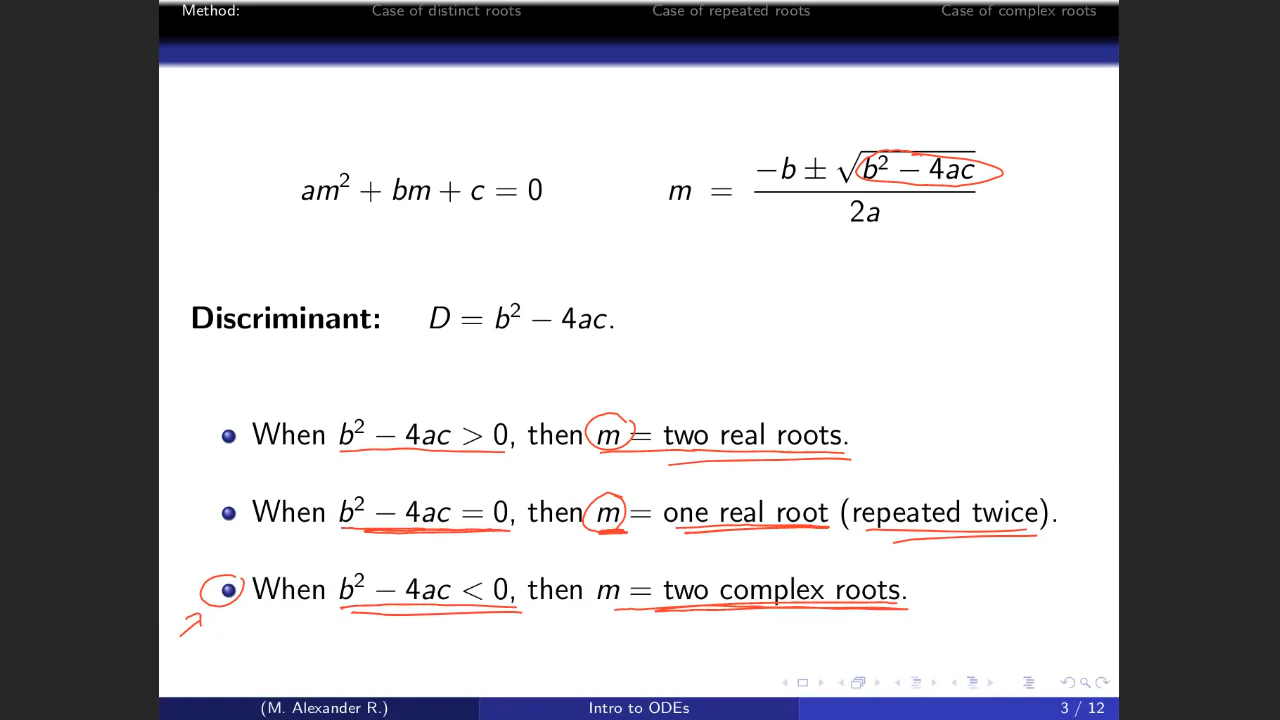 Method: Case of distinct roots Case of repeated roots Case of complex roots
am² + bm + c = 0 m = (−b ± √(b² − 4ac)) / 2a
Discriminant: D = b² − 4ac.
When b² − 4ac > 0, then m = two real roots.
When b² − 4ac = 0, then m = one real root (repeated twice).
When b² − 4ac < 0, then m = two complex roots.
(M. Alexander R.) Intro to ODEs 3 / 12